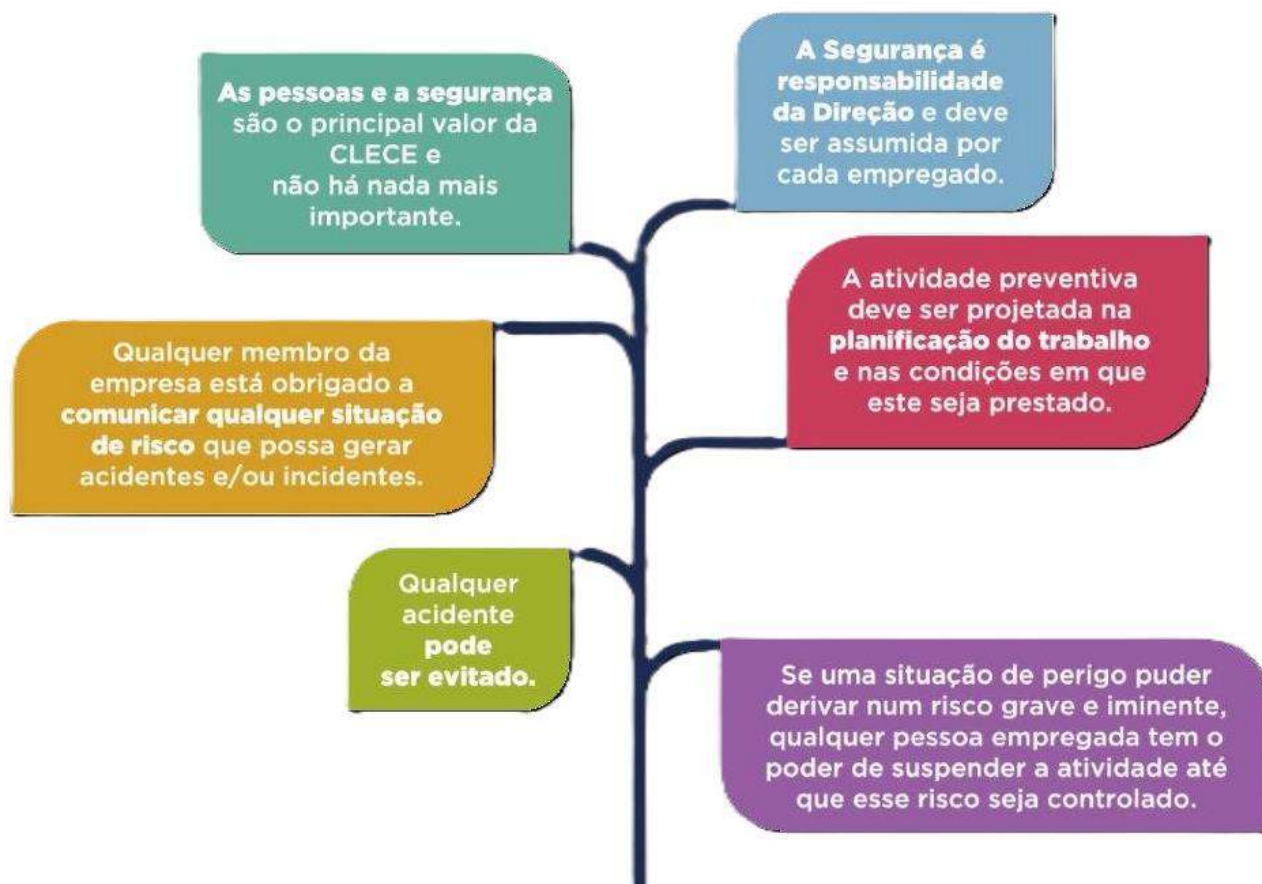 As pessoas e a segurança
são o principal valor da
CLECE e
não há nada mais
importante.
A Segurança é
responsabilidade
da Direção e deve
ser assumida por
cada empregado.
Qualquer membro da
empresa está obrigado a
comunicar qualquer situação
de risco que possa gerar
acidentes e/ou incidentes.
A atividade preventiva
deve ser projetada na
planificação do trabalho
e nas condições em que
este seja prestado.
Qualquer
acidente
pode
ser evitado.
Se uma situação de perigo puder
derivar num risco grave e iminente,
qualquer pessoa empregada tem o
poder de suspender a atividade até
que esse risco seja controlado.